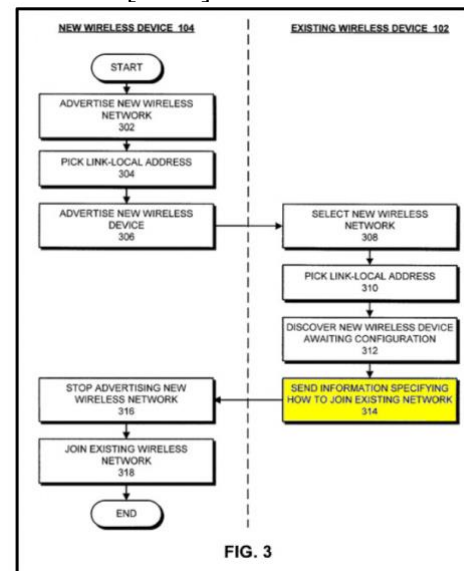 NEW WIRELESS DEVICE 104
EXISTING WIRELESS DEVICE 102
START
ADVERTISE NEW WIRELESS
NETWORK
302
PICK LINK-LOCAL ADDRESS
304
ADVERTISE NEW WIRELESS
DEVICE
306
SELECT NEW WIRELESS
NETWORK
308
PICK LINK-LOCAL ADDRESS
310
DISCOVER NEW WIRELESS DEVICE
AWAITING CONFIGURATION
312
SEND INFORMATION SPECIFYING
HOW TO JOIN EXISTING NETWORK
314
STOP ADVERTISING NEW
WIRELESS NETWORK
316
JOIN EXISTING WIRELESS
NETWORK
318
END
FIG. 3